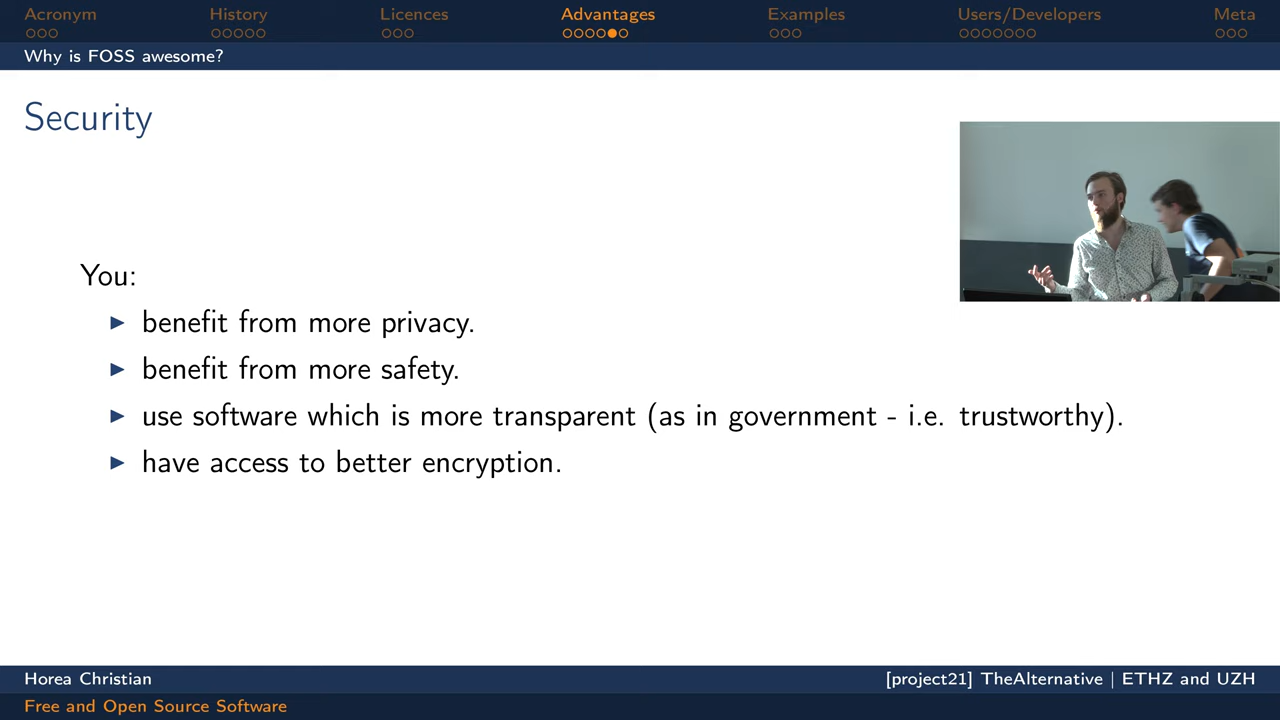 Acronym History Licences Advantages Examples Users/Developers Meta
Why is FOSS awesome?
Security
You:
benefit from more privacy.
benefit from more safety.
use software which is more transparent (as in government - i.e. trustworthy).
have access to better encryption.
Horea Christian [project21] TheAlternative | ETHZ and UZH
Free and Open Source Software